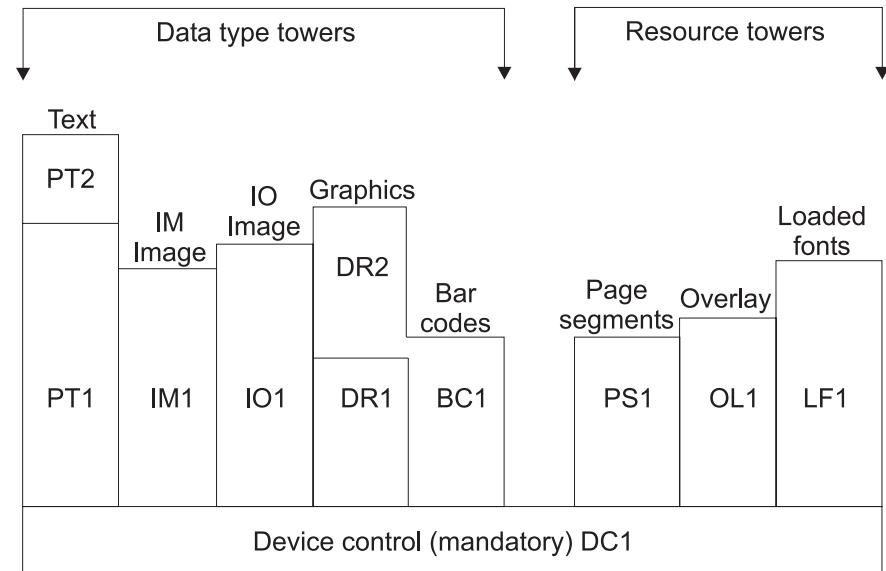 Data type towers
Resource towers
Text
PT2
IM
Image
IO
Image
Graphics
DR2
Bar
codes
Page
segments
Overlay
Loaded
fonts
PT1
IM1
IO1
DR1
BC1
PS1
OL1
LF1
Device control (mandatory) DC1